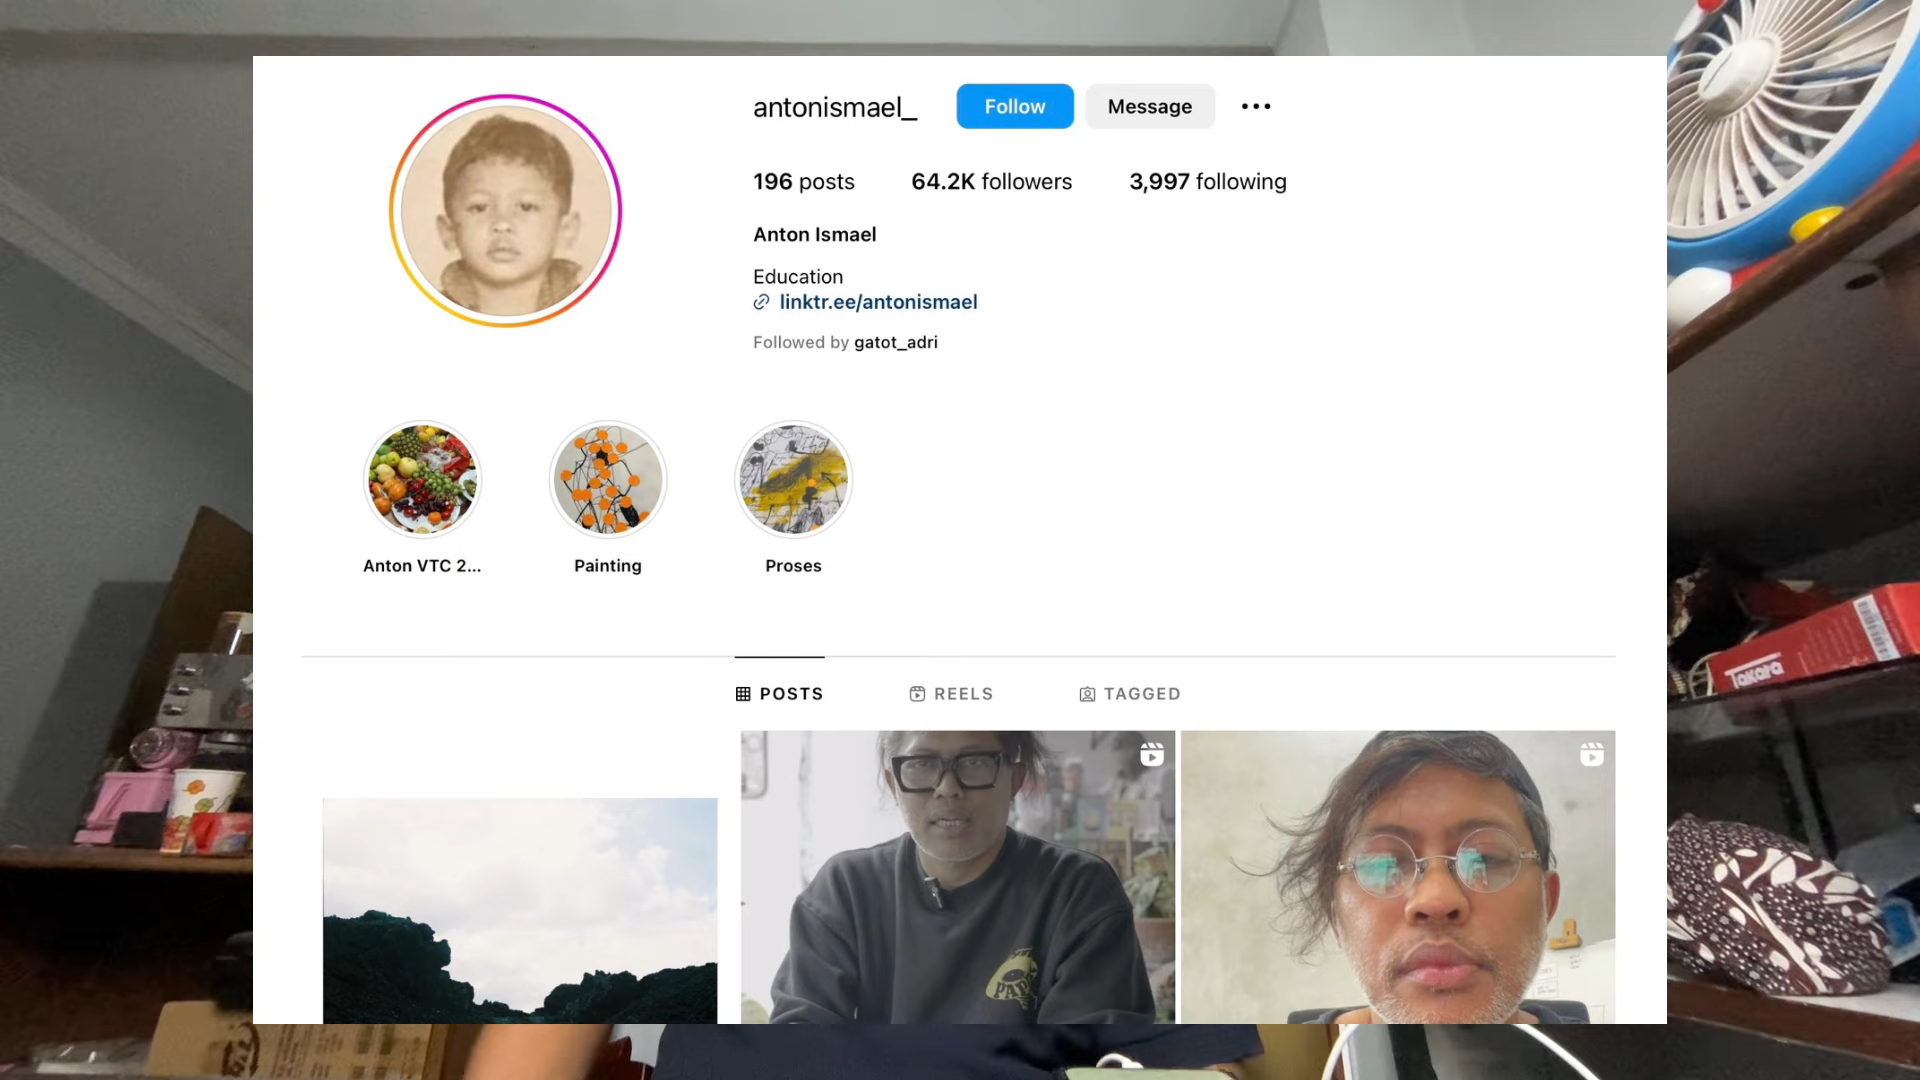 antonismael_
Follow
Message
196 posts
64.2K followers
3,997 following
Anton Ismael
Education
linktr.ee/antonismael
Followed by gatot_adri
Anton VTC 2...
Painting
Proses
POSTS
REELS
TAGGED
Takara